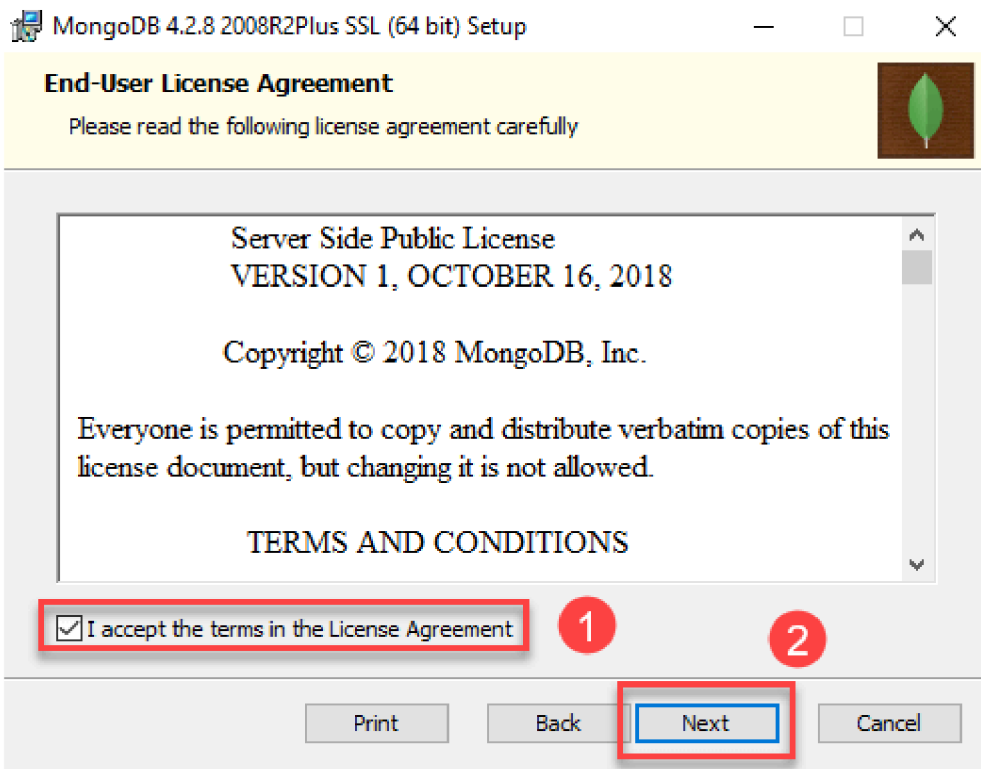 MongoDB 4.2.8 2008R2Plus SSL (64 bit) Setup
End-User License Agreement
Please read the following license agreement carefully
Server Side Public License
VERSION 1, OCTOBER 16, 2018
Copyright © 2018 MongoDB, Inc.
Everyone is permitted to copy and distribute verbatim copies of this
license document, but changing it is not allowed.
TERMS AND CONDITIONS
I accept the terms in the License Agreement 1
2
Print Back Next Cancel